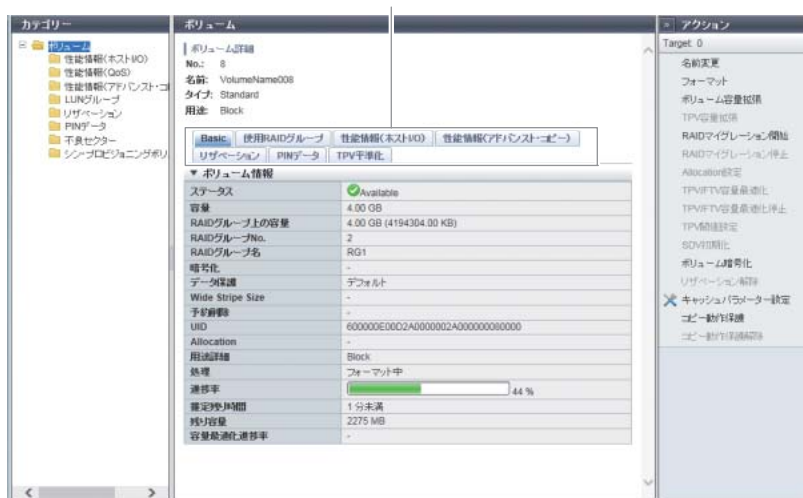 カテゴリー
ボリューム
性能情報(ホストI/O)
性能情報(QoS)
性能情報(アドバンスト・コ
LUNグループ
リザベーション
PINデータ
不良セクター
シン・プロビジョニングボリ
ボリューム
ボリューム詳細
No.: 8
名前: VolumeName008
タイプ: Standard
用途: Block
Basic 使用RAIDグループ 性能情報(ホストI/O) 性能情報(アドバンスト・コピー)
リザベーション PINデータ TPV平準化
▼ ボリューム情報
ステータス Available
容量 4.00 GB
RAIDグループ上の容量 4.00 GB (4194304.00 KB)
RAIDグループNo. 2
RAIDグループ名 RG1
暗号化 -
データ保護 デフォルト
Wide Stripe Size -
予約削除 -
UID 600000E00D2A0000002A000000080000
Allocation -
用途詳細 Block
処理 フォーマット中
進捗率 44 %
推定残り時間 1 分未満
残り容量 2275 MB
容量最適化進捗率 -
» アクション
Target: 0
名前変更
フォーマット
ボリューム容量拡張
TPV容量拡張
RAIDマイグレーション開始
RAIDマイグレーション停止
Allocation設定
TPV/FTV容量最適化
TPV/FTV容量最適化停止
TPV閾値設定
SDV初期化
ボリューム暗号化
リザベーション解除
キャッシュパラメーター設定
コピー動作保護
コピー動作保護解除